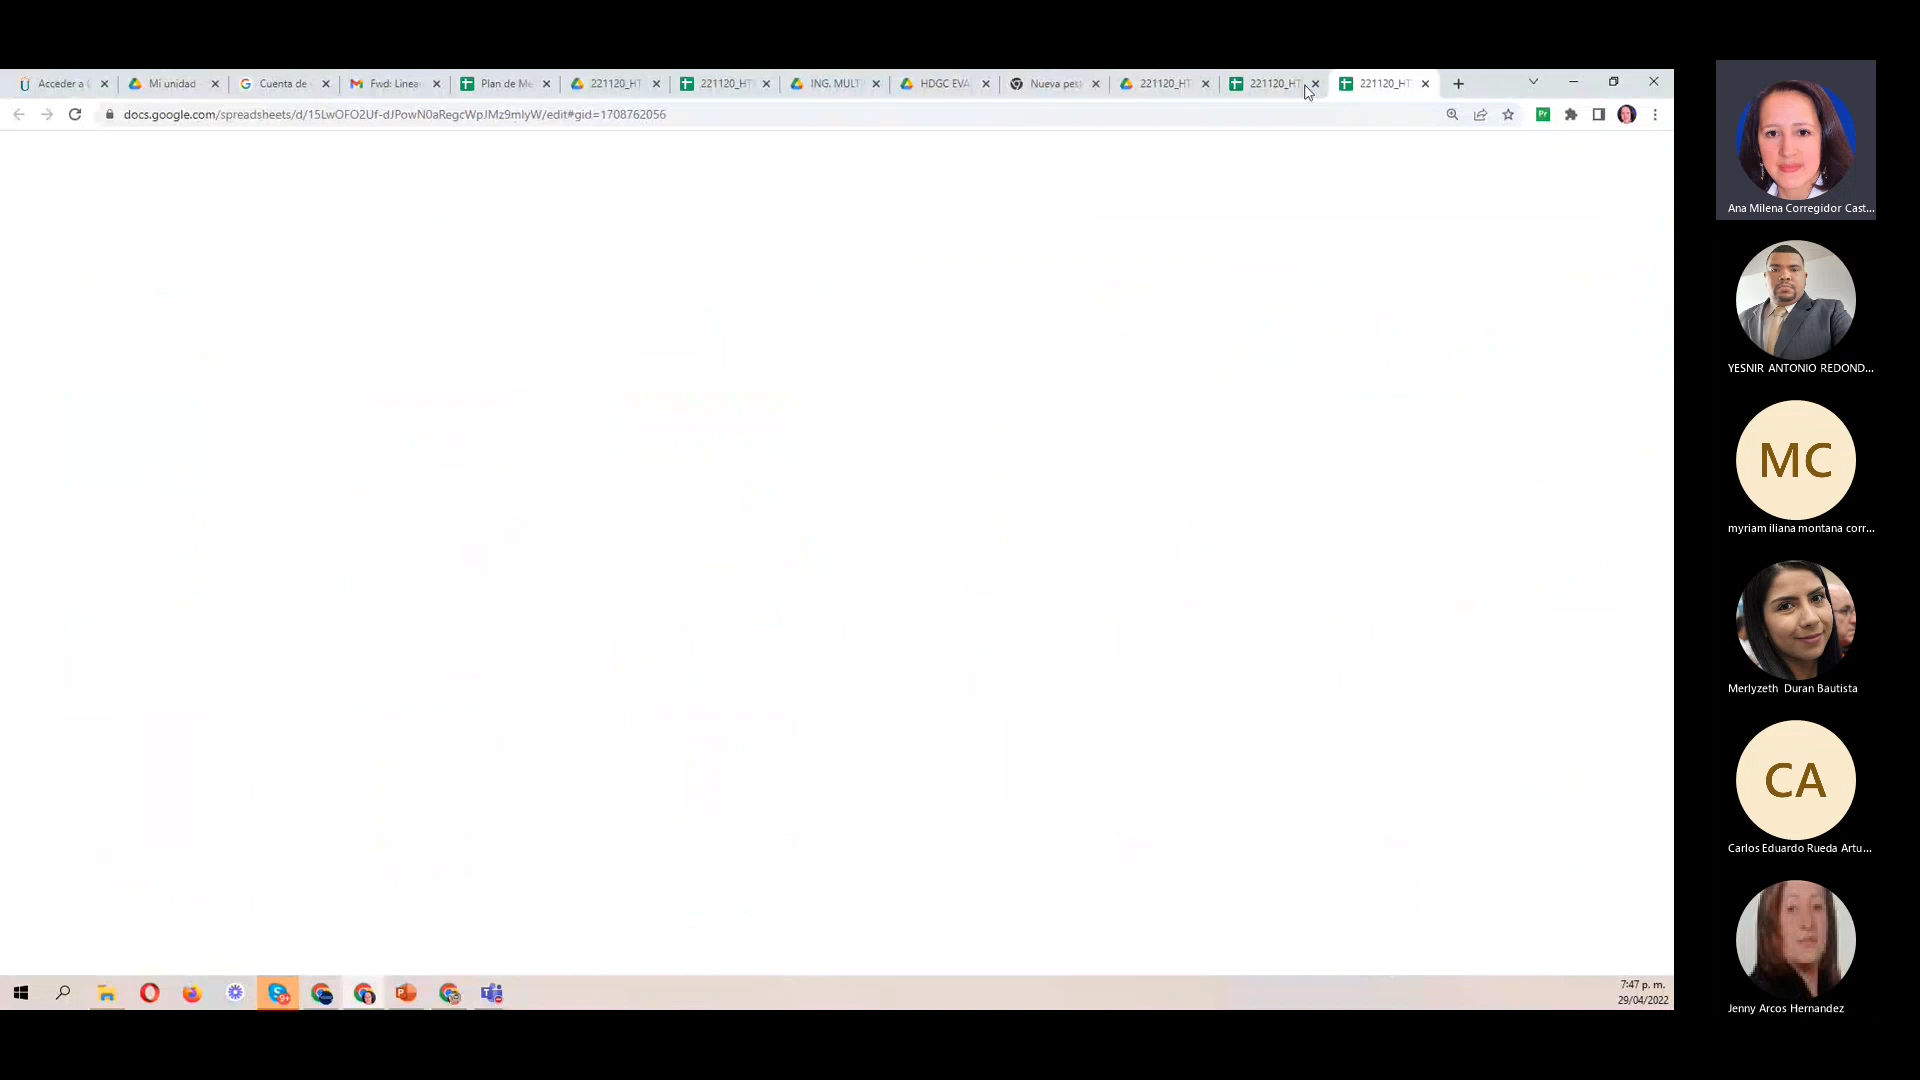 Acceder a
Mi unidad
Cuenta de
Fwd: Linea
Plan de Me
221120_HT
221120_HT
ING. MULT
HDGC EVA
Nueva pes
221120_HT
221120_HT
221120_HT
docs.google.com/spreadsheets/d/15LwOFO2Uf-dJPowN0aRegcWpJMz9mIyW/edit#gid=1708762056
Pr
Ana Milena Corregidor Cast...
YESNIR ANTONIO REDOND...
MC
myriam iliana montana corr...
Merlyzeth Duran Bautista
CA
Carlos Eduardo Rueda Artu...
Jenny Arcos Hernandez
9+
7:47 p. m.
29/04/2022